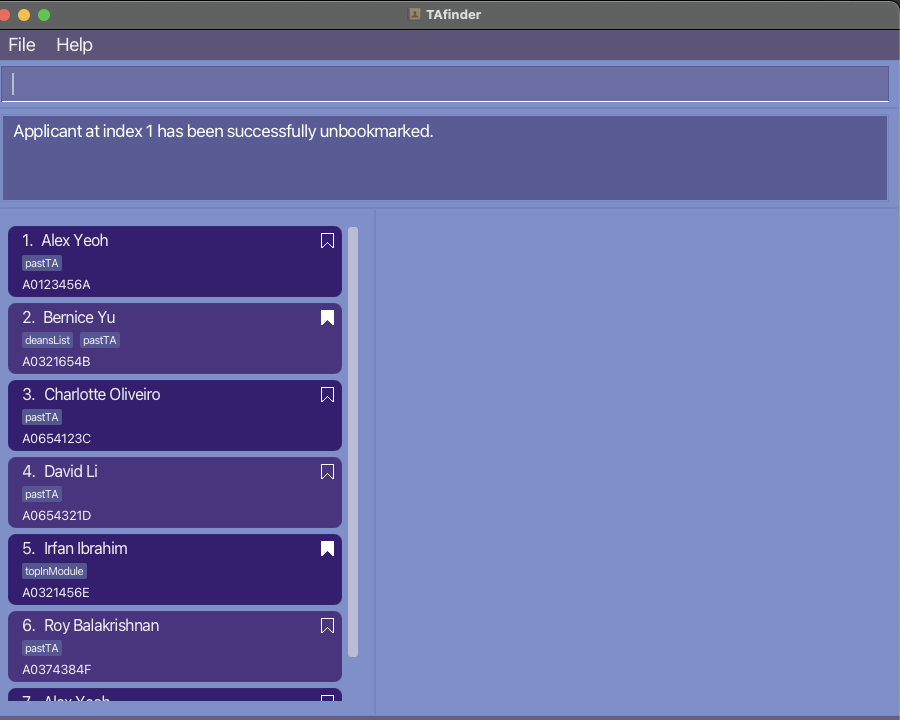 TAfinder
File Help
Applicant at index 1 has been successfully unbookmarked.
1. Alex Yeoh
pastTA
A0123456A
2. Bernice Yu
deansList pastTA
A0321654B
3. Charlotte Oliveiro
pastTA
A0654123C
4. David Li
pastTA
A0654321D
5. Irfan Ibrahim
topInModule
A0321456E
6. Roy Balakrishnan
pastTA
A0374384F
7. Alex Yeoh